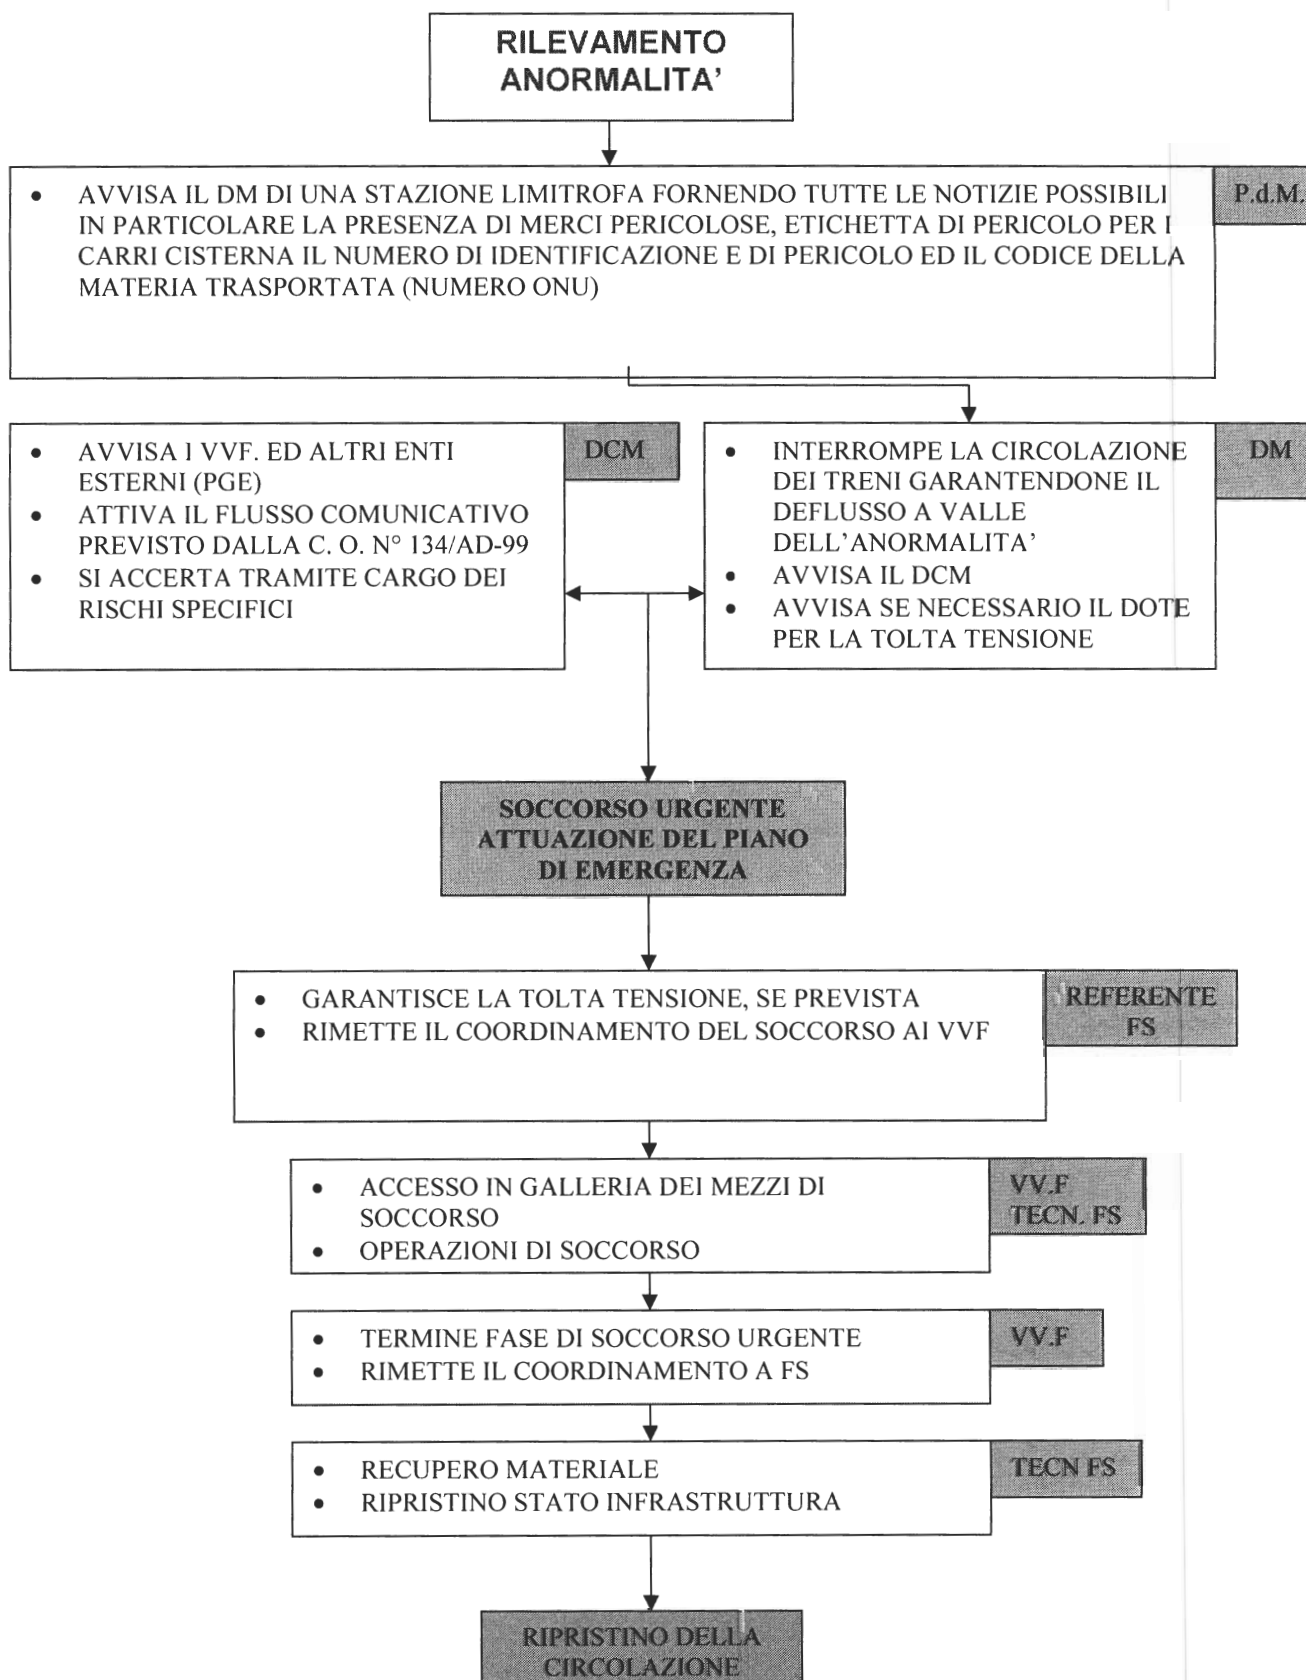 RILEVAMENTO
ANORMALITA’
• AVVISA IL DM DI UNA STAZIONE LIMITROFA FORNENDO TUTTE LE NOTIZIE POSSIBILI
IN PARTICOLARE LA PRESENZA DI MERCI PERICOLOSE, ETICHETTA DI PERICOLO PER I
CARRI CISTERNA IL NUMERO DI IDENTIFICAZIONE E DI PERICOLO ED IL CODICE DELLA
MATERIA TRASPORTATA (NUMERO ONU)
P.d.M.
• AVVISA I VVF. ED ALTRI ENTI
ESTERNI (PGE)
• ATTIVA IL FLUSSO COMUNICATIVO
PREVISTO DALLA C. O. N° 134/AD-99
• SI ACCERTA TRAMITE CARGO DEI
RISCHI SPECIFICI
DCM
• INTERROMPE LA CIRCOLAZIONE
DEI TRENI GARANTENDONE IL
DEFLUSSO A VALLE
DELL’ANORMALITA’
• AVVISA IL DCM
• AVVISA SE NECESSARIO IL DOTE
PER LA TOLTA TENSIONE
DM
SOCCORSO URGENTE
ATTUAZIONE DEL PIANO
DI EMERGENZA
• GARANTISCE LA TOLTA TENSIONE, SE PREVISTA
• RIMETTE IL COORDINAMENTO DEL SOCCORSO AI VVF
REFERENTE
FS
• ACCESSO IN GALLERIA DEI MEZZI DI
SOCCORSO
• OPERAZIONI DI SOCCORSO
VV.F
TECN. FS
• TERMINE FASE DI SOCCORSO URGENTE
• RIMETTE IL COORDINAMENTO A FS
VV.F
• RECUPERO MATERIALE
• RIPRISTINO STATO INFRASTRUTTURA
TECN FS
RIPRISTINO DELLA
CIRCOLAZIONE